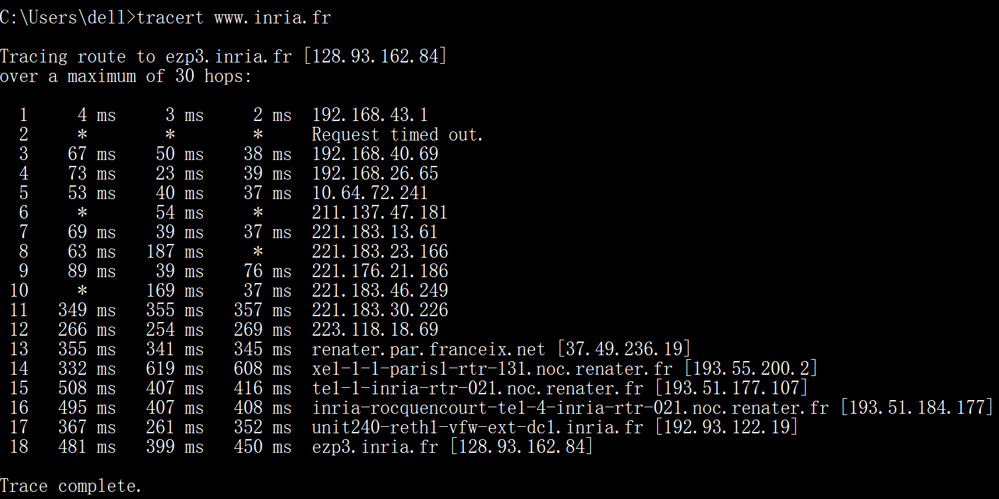 C:\Users\dell>tracert www.inria.fr
Tracing route to ezp3.inria.fr [128.93.162.84]
over a maximum of 30 hops:
1 4 ms 3 ms 2 ms 192.168.43.1
2 * * * Request timed out.
3 67 ms 50 ms 38 ms 192.168.40.69
4 73 ms 23 ms 39 ms 192.168.26.65
5 53 ms 40 ms 37 ms 10.64.72.241
6 * 54 ms * 211.137.47.181
7 69 ms 39 ms 37 ms 221.183.13.61
8 63 ms 187 ms * 221.183.23.166
9 89 ms 39 ms 76 ms 221.176.21.186
10 * 169 ms 37 ms 221.183.46.249
11 349 ms 355 ms 357 ms 221.183.30.226
12 266 ms 254 ms 269 ms 223.118.18.69
13 355 ms 341 ms 345 ms renater.par.franceix.net [37.49.236.19]
14 332 ms 619 ms 608 ms xe1-1-1-paris1-rtr-131.noc.renater.fr [193.55.200.2]
15 508 ms 407 ms 416 ms te1-1-inria-rtr-021.noc.renater.fr [193.51.177.107]
16 495 ms 407 ms 408 ms inria-rocquencourt-te1-4-inria-rtr-021.noc.renater.fr [193.51.184.177]
17 367 ms 261 ms 352 ms unit240-reth1-vfw-ext-dc1.inria.fr [192.93.122.19]
18 481 ms 399 ms 450 ms ezp3.inria.fr [128.93.162.84]
Trace complete.